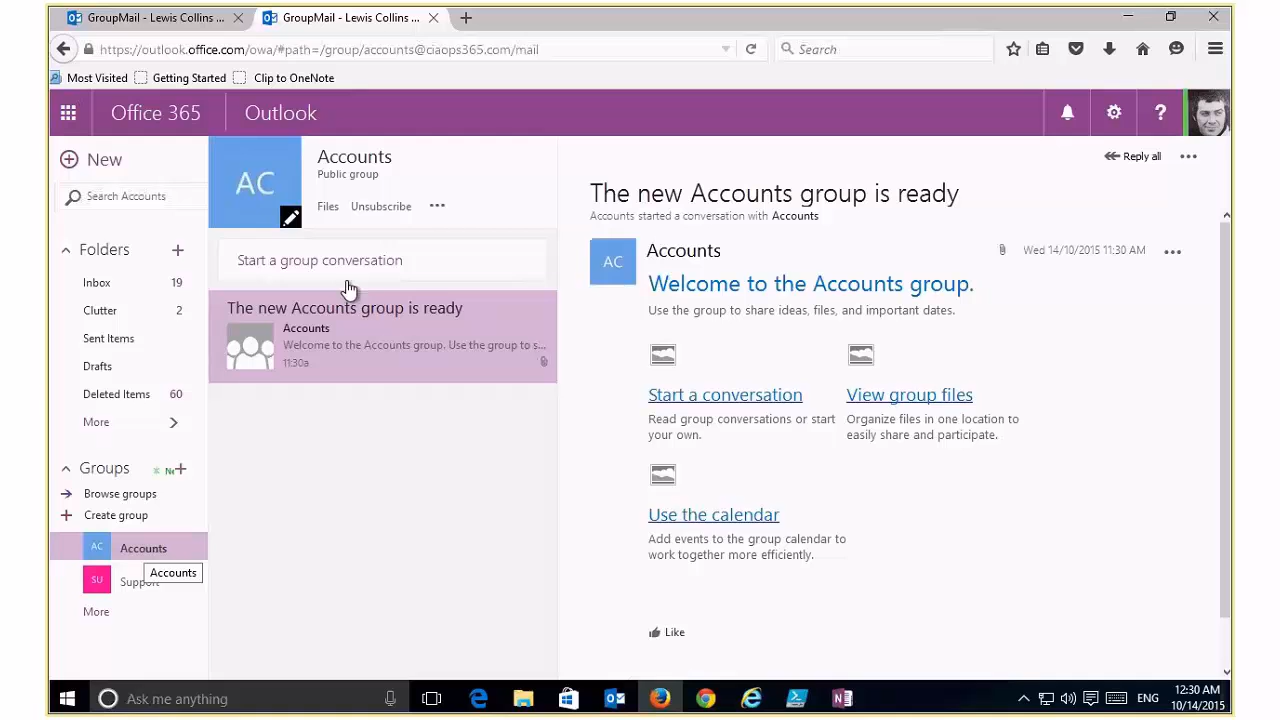 GroupMail - Lewis Collins ...
GroupMail - Lewis Collins ...
https://outlook.office.com/owa/#path=/group/accounts@ciaops365.com/mail
Search
Most Visited
Getting Started
Clip to OneNote
Office 365
Outlook
New
Search Accounts
Folders
Inbox 19
Clutter 2
Sent Items
Drafts
Deleted Items 60
More
Groups
Browse groups
Create group
AC Accounts
Accounts
SU Support
More
AC
Accounts
Public group
Files Unsubscribe
Start a group conversation
The new Accounts group is ready
Accounts
Welcome to the Accounts group. Use the group to s...
11:30a
Reply all
The new Accounts group is ready
Accounts started a conversation with Accounts
AC
Accounts
Wed 14/10/2015 11:30 AM
Welcome to the Accounts group.
Use the group to share ideas, files, and important dates.
Start a conversation
Read group conversations or start
your own.
View group files
Organize files in one location to
easily share and participate.
Use the calendar
Add events to the group calendar to
work together more efficiently.
Like
Ask me anything
ENG
12:30 AM
10/14/2015